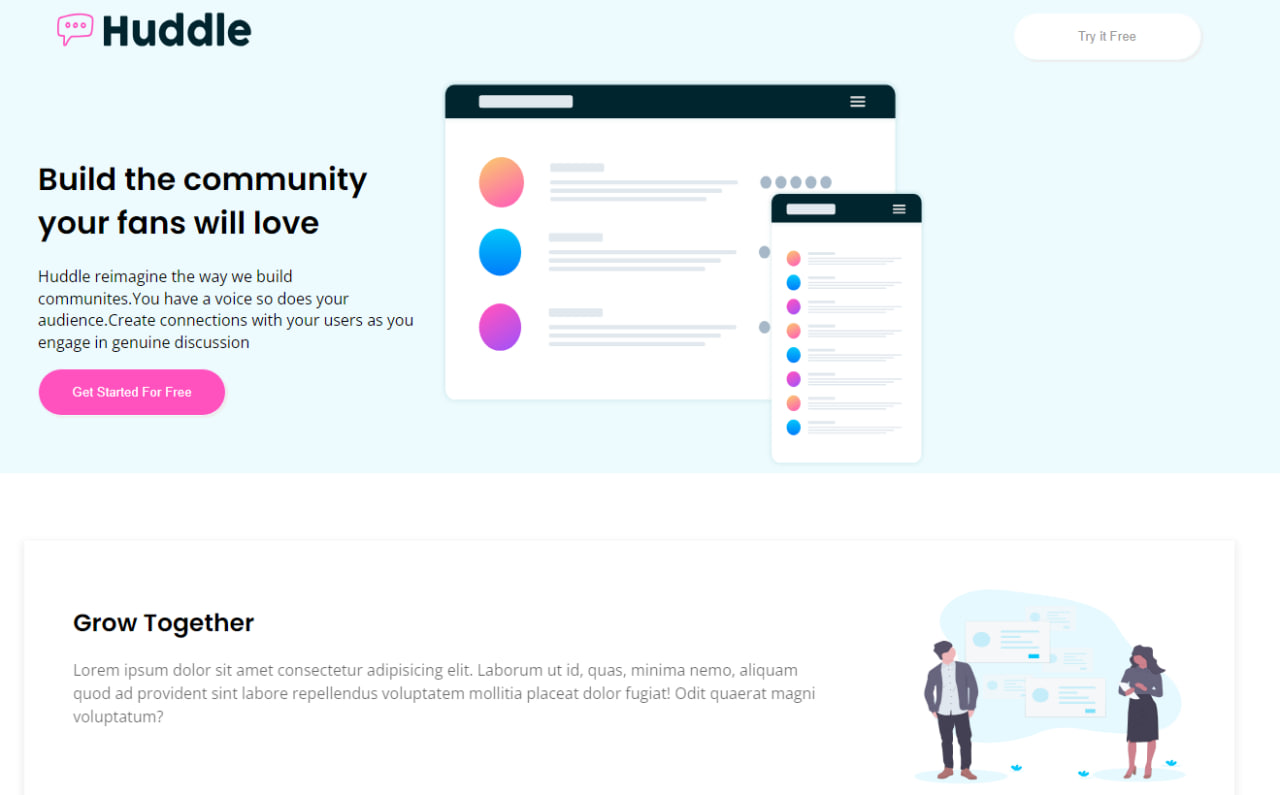 Huddle
Try it Free
Build the community
your fans will love
Huddle reimagine the way we build
communites.You have a voice so does your
audience.Create connections with your users as you
engage in genuine discussion
Get Started For Free
Grow Together
Lorem ipsum dolor sit amet consectetur adipisicing elit. Laborum ut id, quas, minima nemo, aliquam
quod ad provident sint labore repellendus voluptatem mollitia placeat dolor fugiat! Odit quaerat magni
voluptatum?